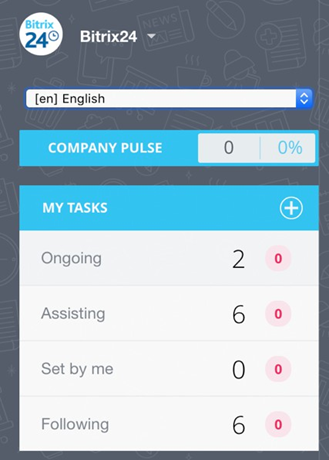 Bitrix
24
Bitrix24
[en] English
COMPANY PULSE 0 0%
MY TASKS
Ongoing 2 0
Assisting 6 0
Set by me 0 0
Following 6 0